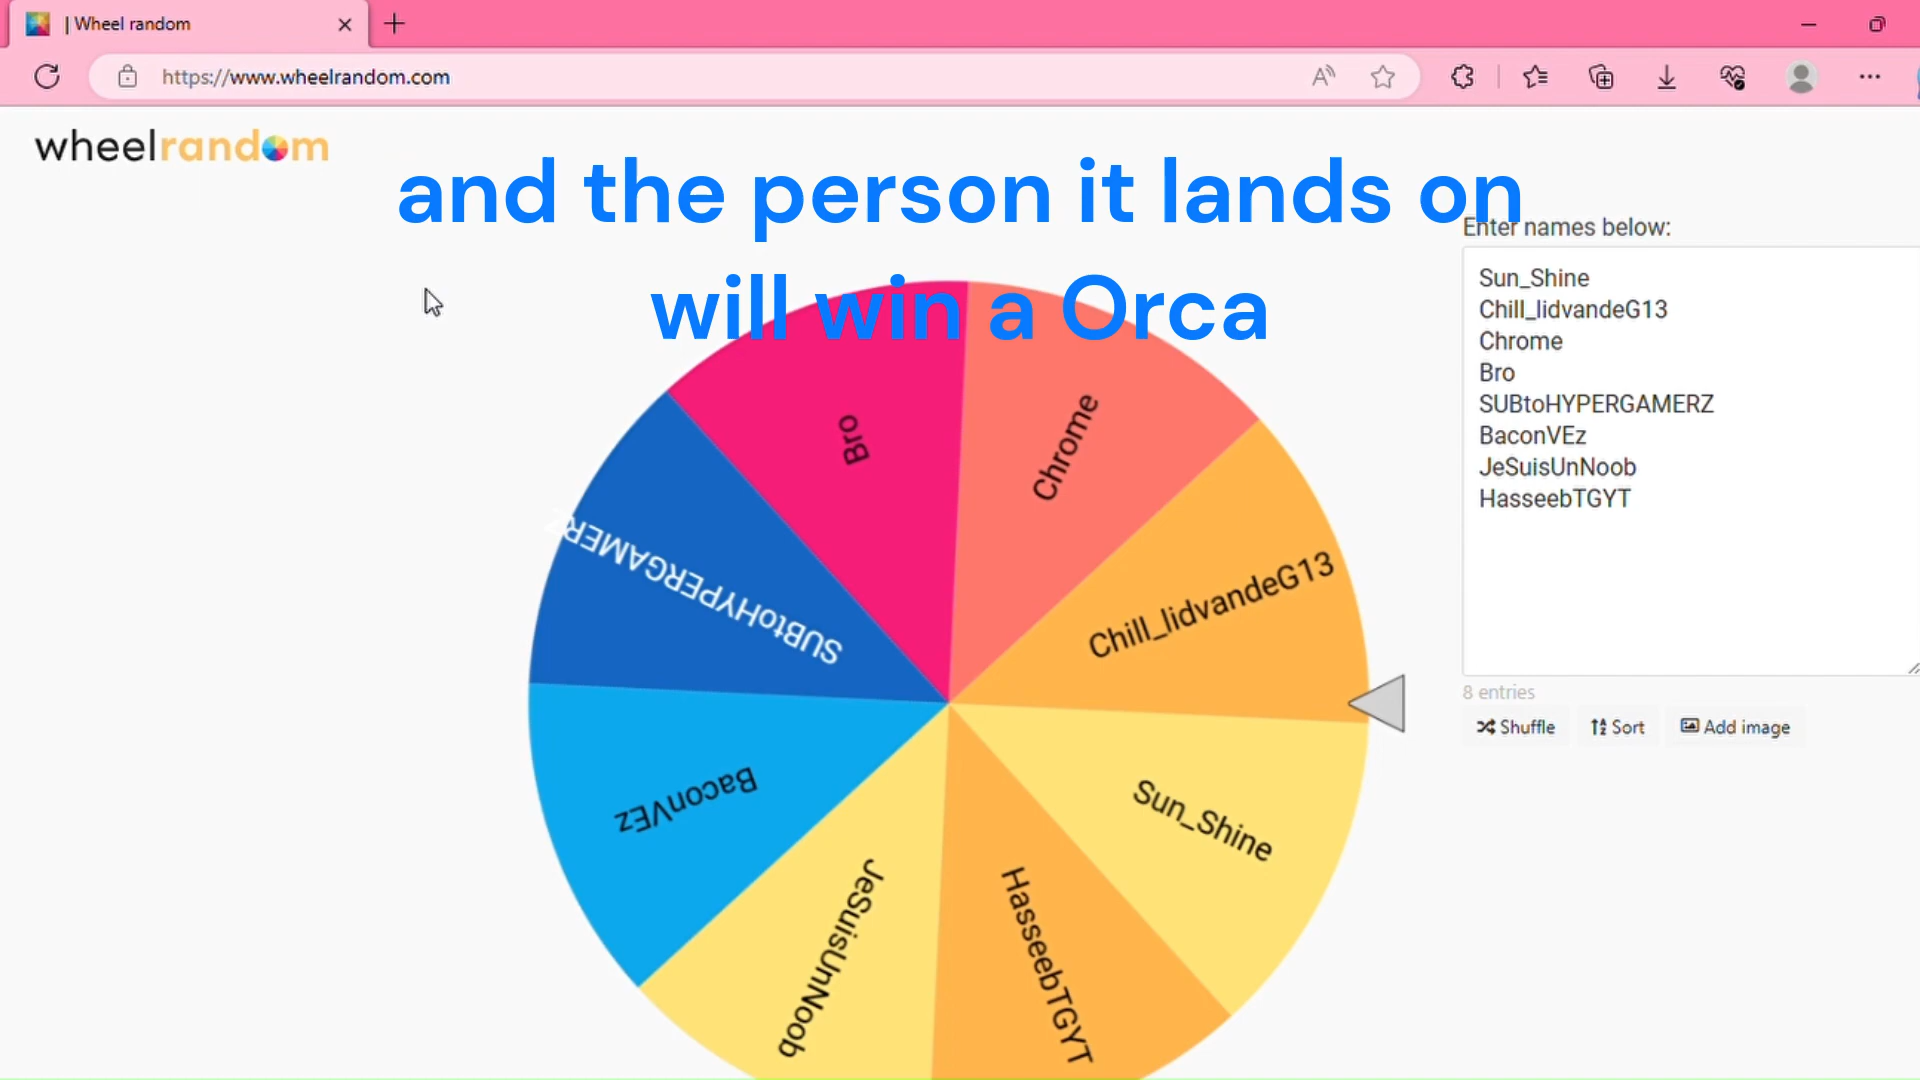 | Wheel random
https://www.wheelrandom.com
wheelrandom
and the person it lands on
will win a Orca
Enter names below:
Sun_Shine
Chill_lidvandeG13
Chrome
Bro
SUBtoHYPERGAMERZ
BaconVEz
JeSuisUnNoob
HasseebTGYT
8 entries
Shuffle
Sort
Add image
Bro
Chrome
Chill_lidvandeG13
SUBtoHYPERGAMERZ
BaconVEz
Sun_Shine
JeSuisUnNoob
HasseebTGYT